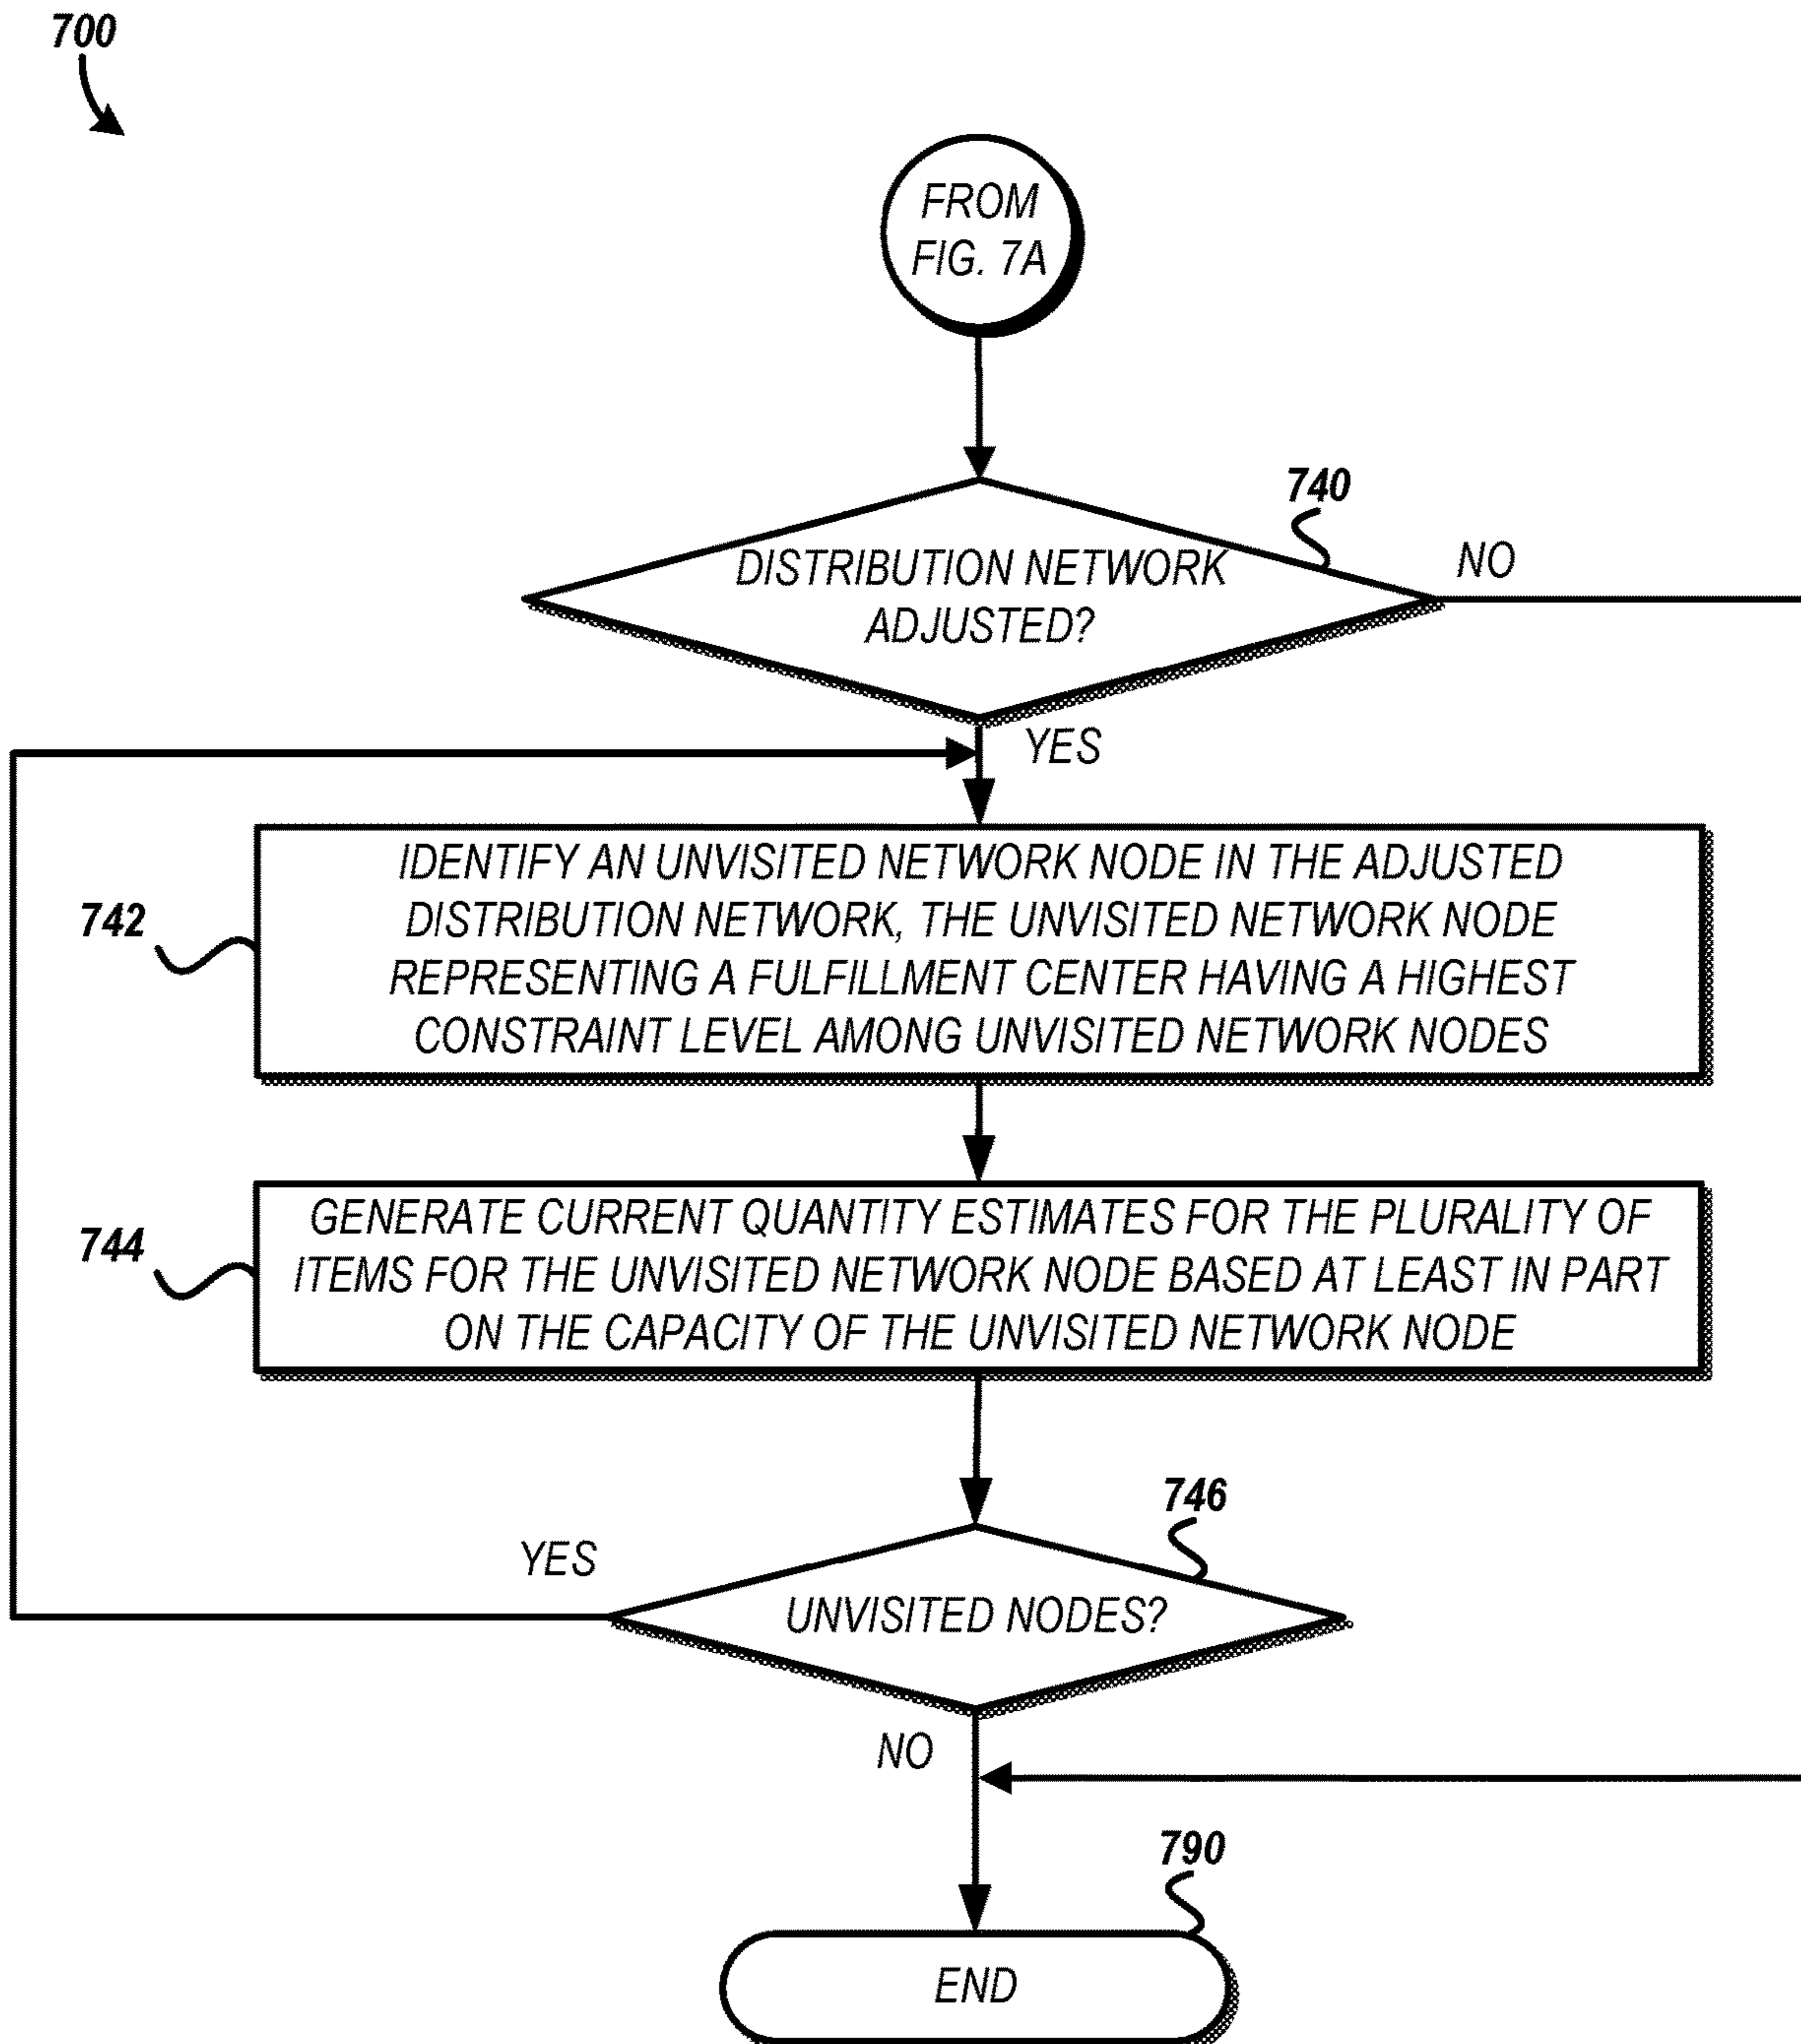 700
FROM
FIG. 7A
740
DISTRIBUTION NETWORK
ADJUSTED?
NO
YES
742
IDENTIFY AN UNVISITED NETWORK NODE IN THE ADJUSTED
DISTRIBUTION NETWORK, THE UNVISITED NETWORK NODE
REPRESENTING A FULFILLMENT CENTER HAVING A HIGHEST
CONSTRAINT LEVEL AMONG UNVISITED NETWORK NODES
744
GENERATE CURRENT QUANTITY ESTIMATES FOR THE PLURALITY OF
ITEMS FOR THE UNVISITED NETWORK NODE BASED AT LEAST IN PART
ON THE CAPACITY OF THE UNVISITED NETWORK NODE
746
YES
UNVISITED NODES?
NO
790
END